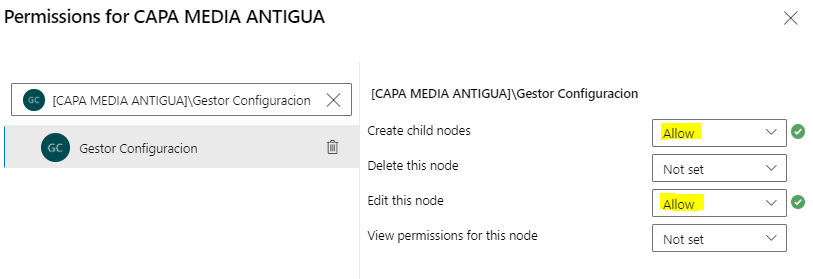 Permissions for CAPA MEDIA ANTIGUA
GC [CAPA MEDIA ANTIGUA]\Gestor Configuracion
GC Gestor Configuracion
[CAPA MEDIA ANTIGUA]\Gestor Configuracion
Create child nodes Allow
Delete this node Not set
Edit this node Allow
View permissions for this node Not set